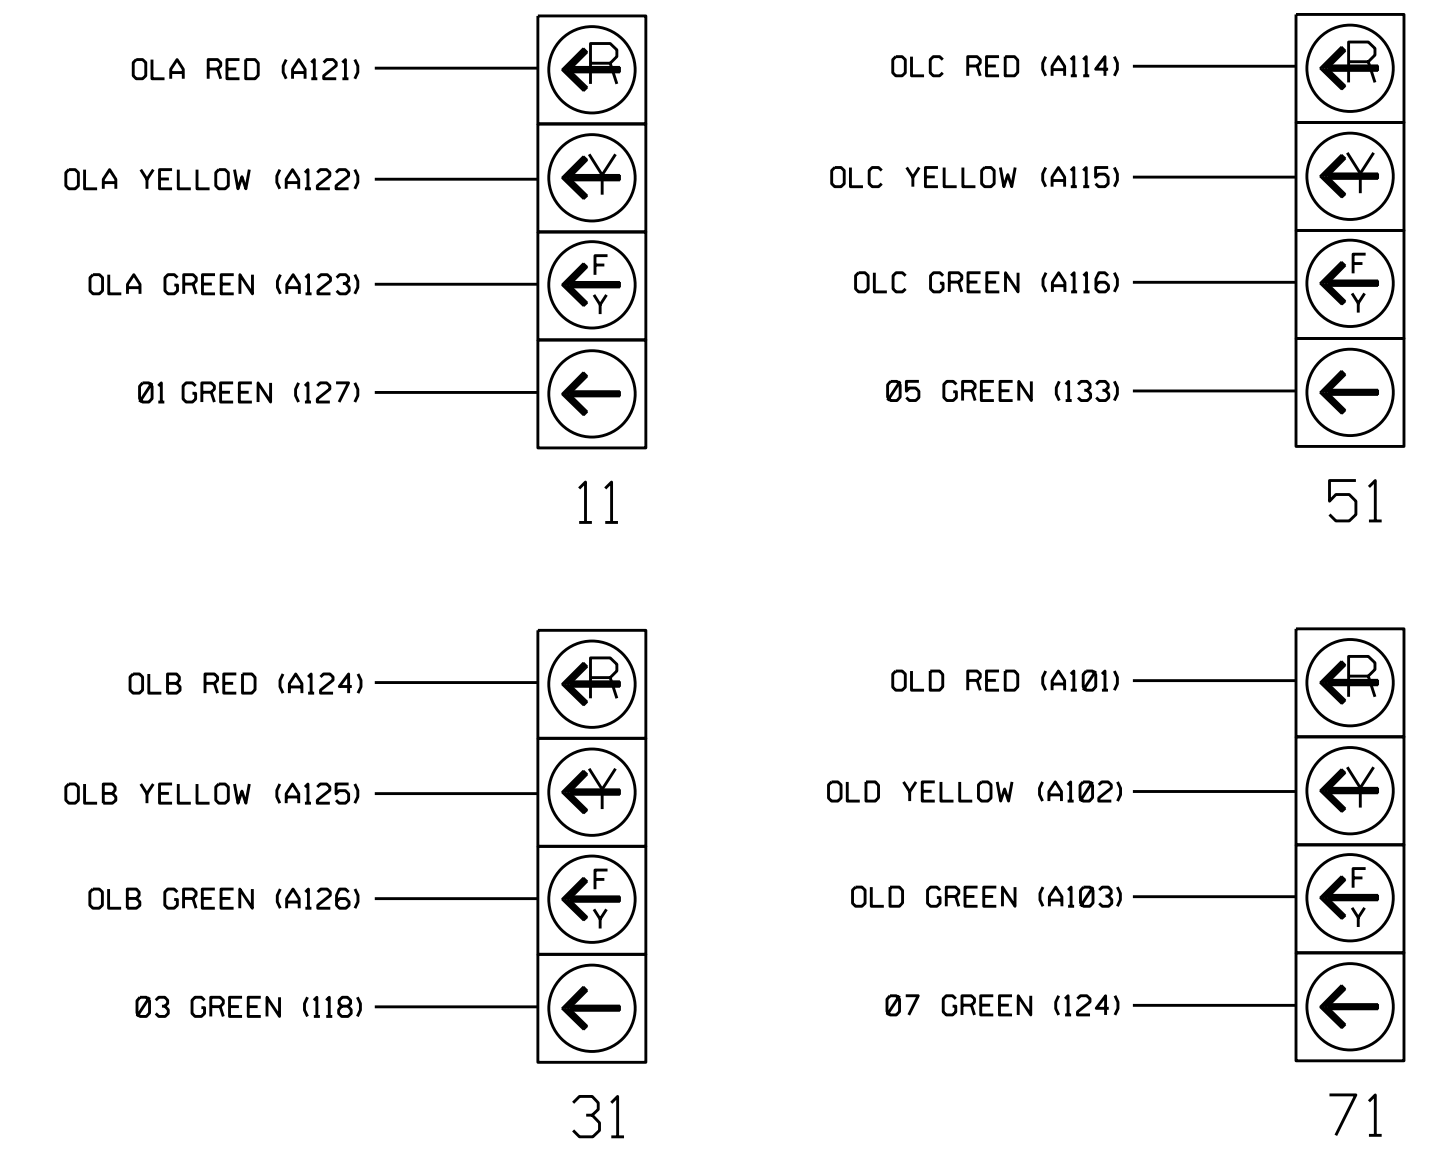 OLA RED (A121)
R
OLA YELLOW (A122)
Y
OLA GREEN (A123)
F
Y
Ø1 GREEN (127)
11
OLC RED (A114)
R
OLC YELLOW (A115)
Y
OLC GREEN (A116)
F
Y
Ø5 GREEN (133)
51
OLB RED (A124)
R
OLB YELLOW (A125)
Y
OLB GREEN (A126)
F
Y
Ø3 GREEN (118)
31
OLD RED (A101)
R
OLD YELLOW (A102)
Y
OLD GREEN (A103)
F
Y
Ø7 GREEN (124)
71